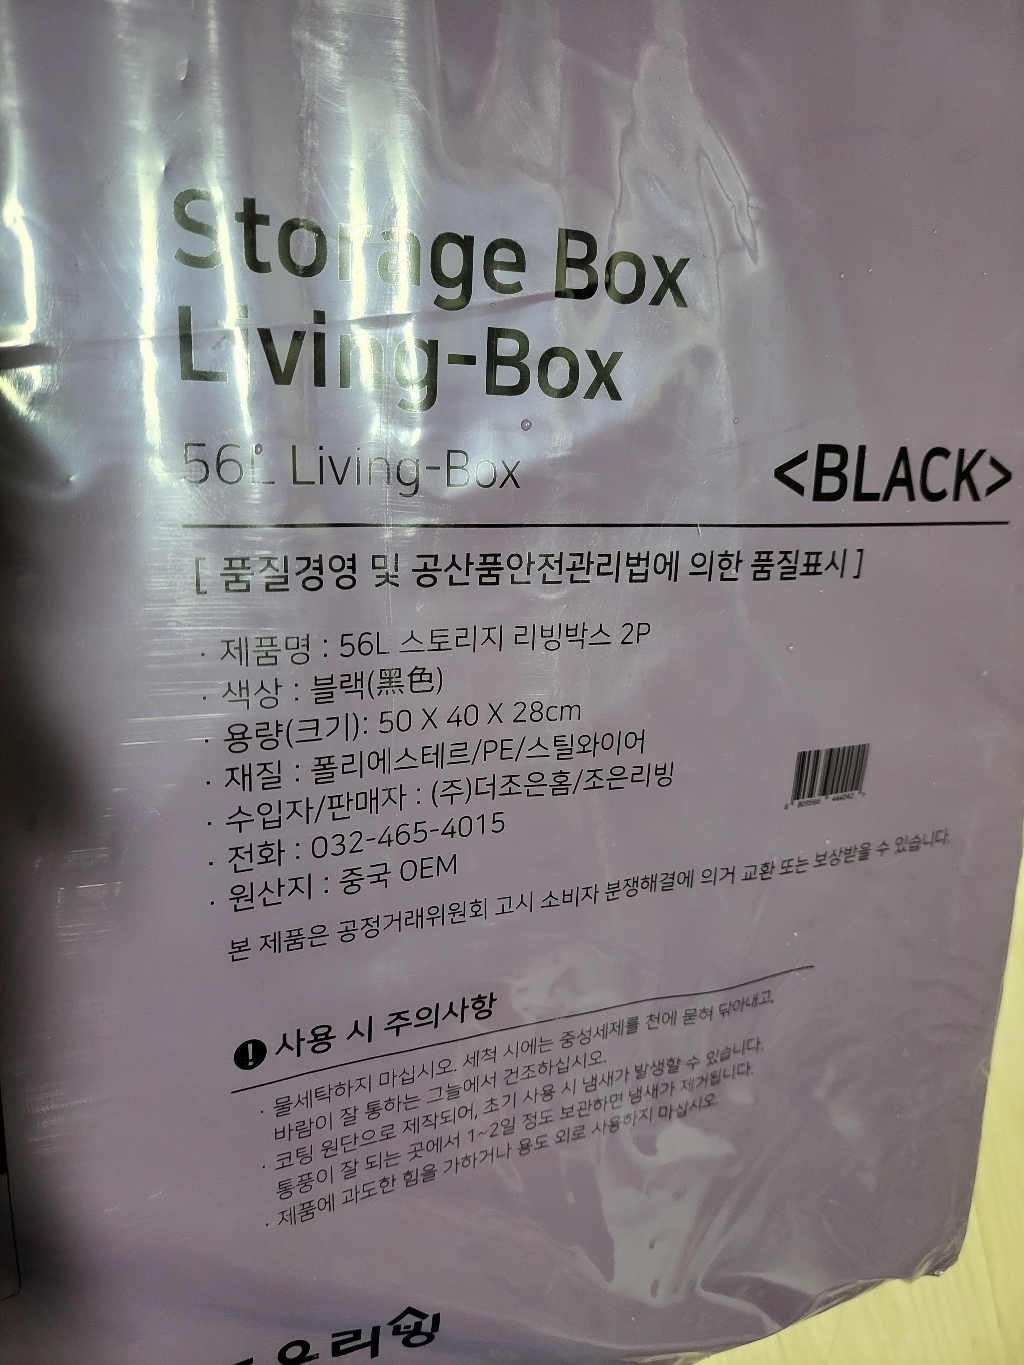 Storage Box
Living-Box
56L Living-Box
<BLACK>
[ 품질경영 및 공산품안전관리법에 의한 품질표시 ]
· 제품명 : 56L 스토리지 리빙박스 2P
· 색상 : 블랙(黑色)
· 용량(크기): 50 X 40 X 28cm
· 재질 : 폴리에스테르/PE/스틸와이어
· 수입자/판매자 : (주)더조은홈/조은리빙
· 전화 : 032-465-4015
· 원산지 : 중국 OEM
본 제품은 공정거래위원회 고시 소비자 분쟁해결에 의거 교환 또는 보상받을 수 있습니다.
! 사용 시 주의사항
· 물세탁하지 마십시오. 세척 시에는 중성세제를 천에 묻혀 닦아내고,
바람이 잘 통하는 그늘에서 건조하십시오.
· 코팅 원단으로 제작되어, 초기 사용 시 냄새가 발생할 수 있습니다.
통풍이 잘 되는 곳에서 1~2일 정도 보관하면 냄새가 제거됩니다.
· 제품에 과도한 힘을 가하거나 용도 외로 사용하지 마십시오.